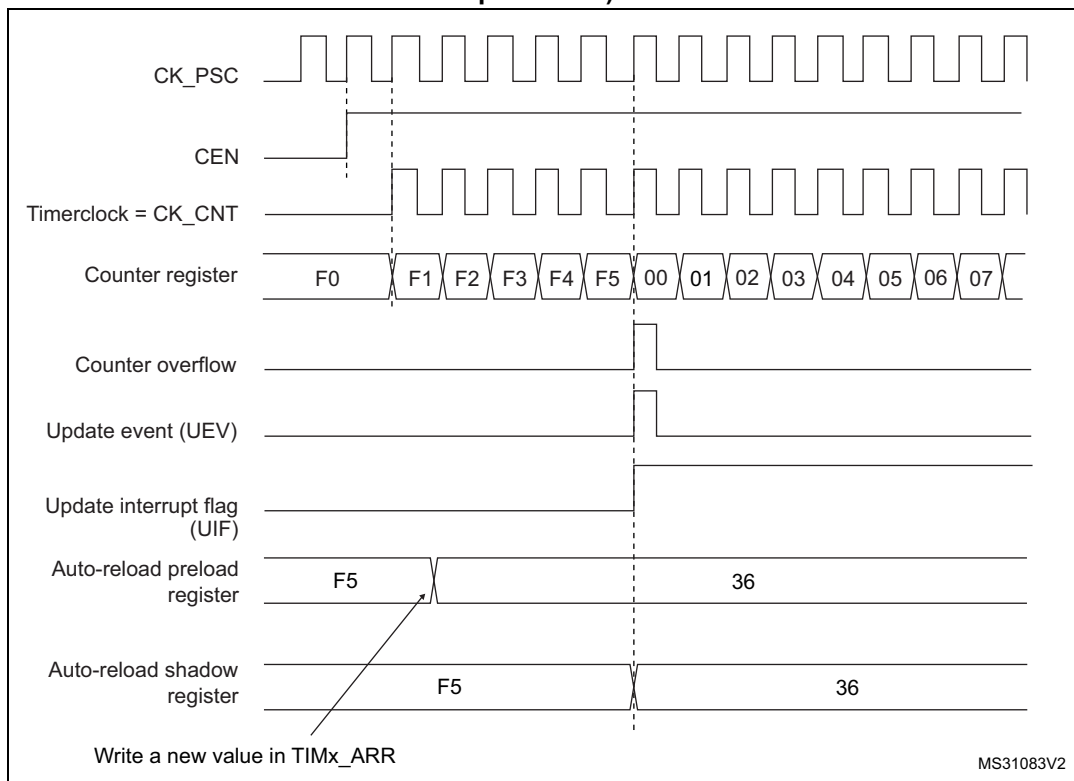 CK_PSC
CEN
Timerclock = CK_CNT
Counter register F0 F1 F2 F3 F4 F5 00 01 02 03 04 05 06 07
Counter overflow
Update event (UEV)
Update interrupt flag
(UIF)
Auto-reload preload
register
F5 36
Auto-reload shadow
register
F5 36
Write a new value in TIMx_ARR
MS31083V2